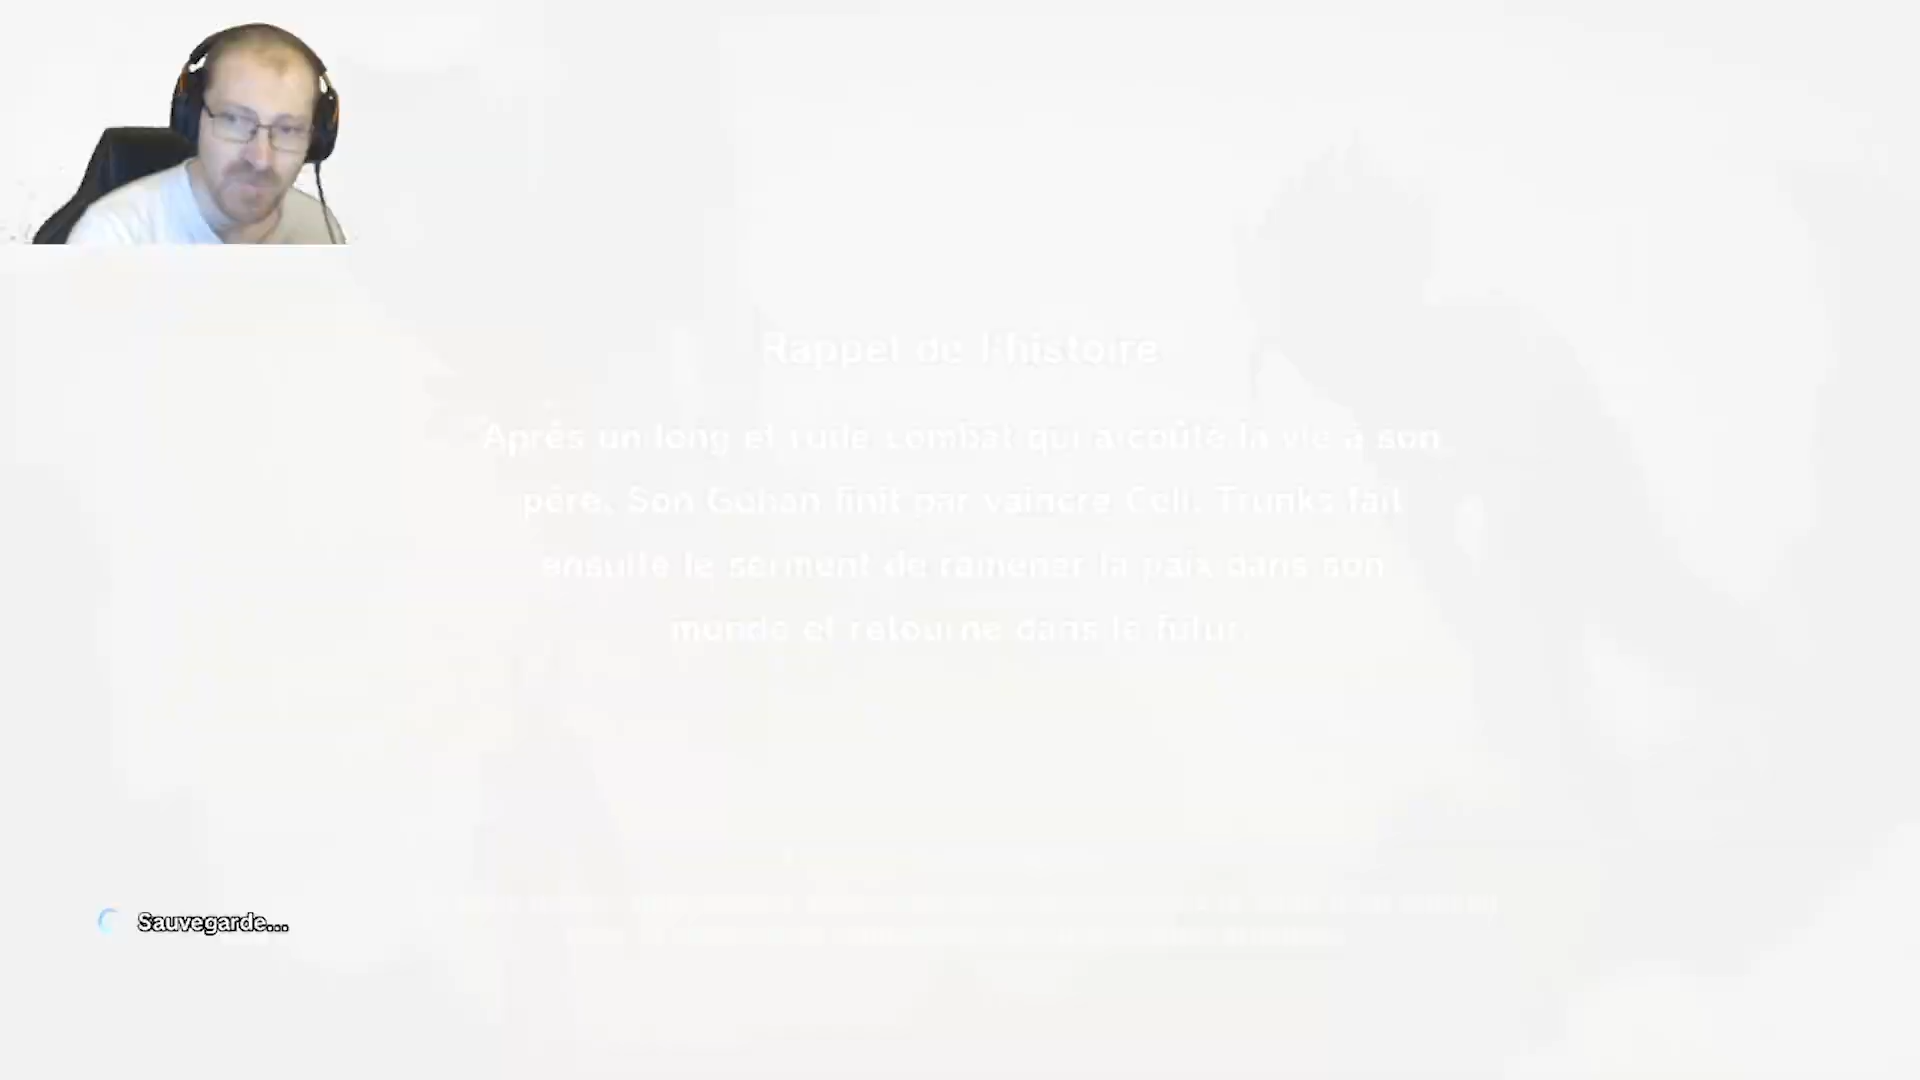 Rappel de l'histoire
Après un long et rude combat qui a coûté la vie à son
père, Son Gohan finit par vaincre Cell. Trunks fait
ensuite le serment de ramener la paix dans son
monde et retourne dans le futur.
Sauvegarde...